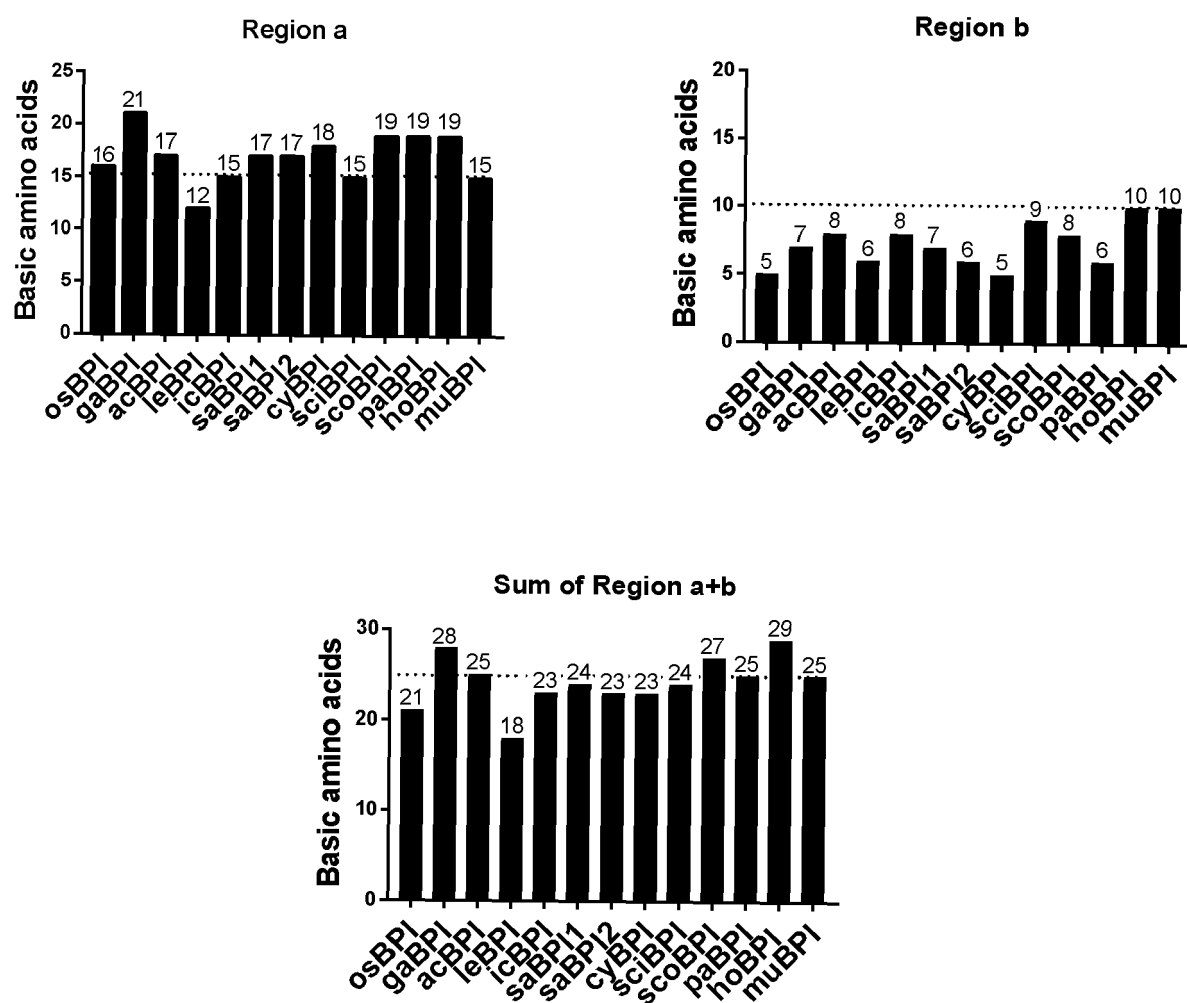 Region a
Basic amino acids
25
20
15
10
5
0
16
21
17
12
15
17
17
18
15
19
19
19
15
osBPI
gaBPI
acBPI
leBPI
icBPI
saBPI1
saBPI2
cyBPI
sciBPI
scoBPI
paBPI
hoBPI
muBPI
Region b
Basic amino acids
20
15
10
5
0
5
7
8
6
8
7
6
5
9
8
6
10
10
osBPI
gaBPI
acBPI
leBPI
icBPI
saBPI1
saBPI2
cyBPI
sciBPI
scoBPI
paBPI
hoBPI
muBPI
Sum of Region a+b
Basic amino acids
30
20
10
0
21
28
25
18
23
24
23
23
24
27
25
29
25
osBPI
gaBPI
acBPI
leBPI
icBPI
saBPI1
saBPI2
cyBPI
sciBPI
scoBPI
paBPI
hoBPI
muBPI